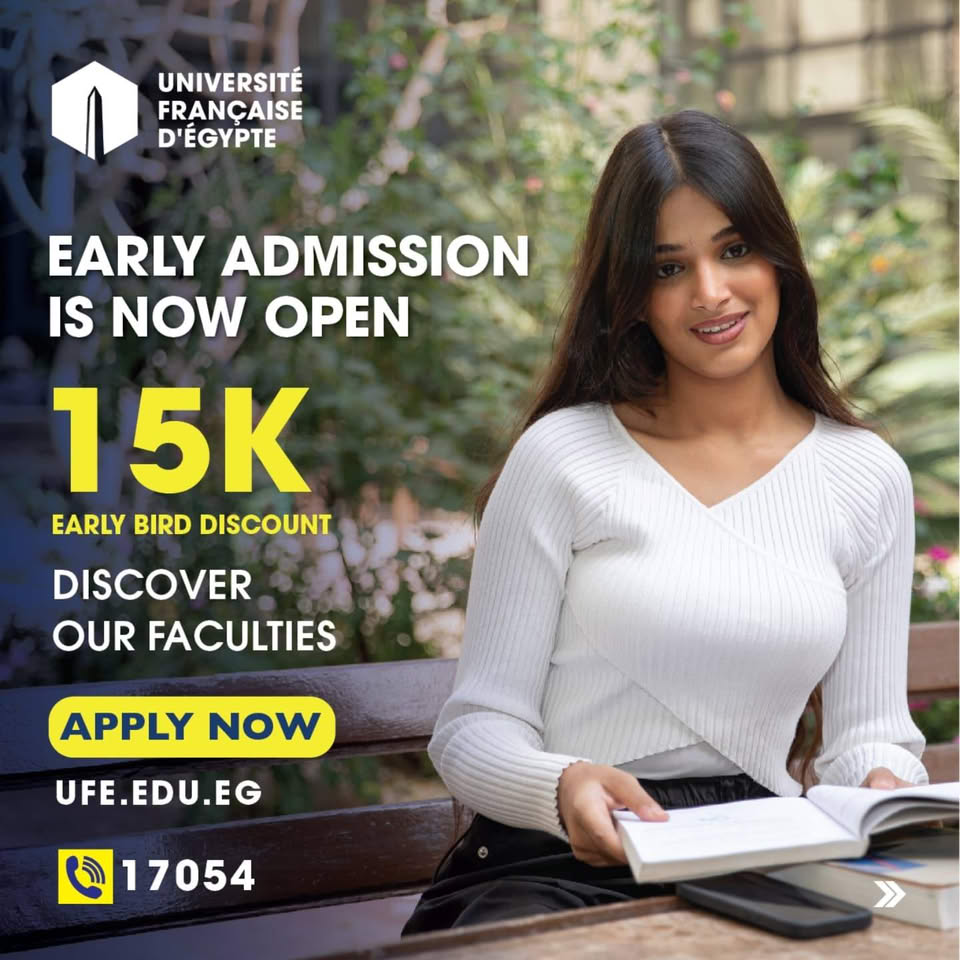 UNIVERSITÉ
FRANÇAISE
D'ÉGYPTE
EARLY ADMISSION
IS NOW OPEN
15K
EARLY BIRD DISCOUNT
DISCOVER
OUR FACULTIES
APPLY NOW
UFE.EDU.EG
17054